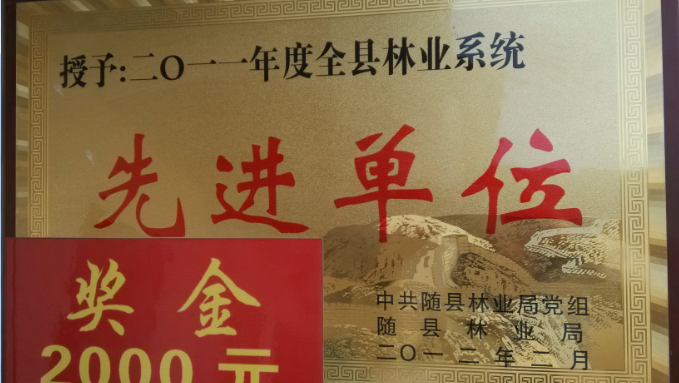 授予:二〇一一年度全县林业系统
先进单位
中共随县林业局党组
随县林业局
二〇一二年二月
奖金
2000元